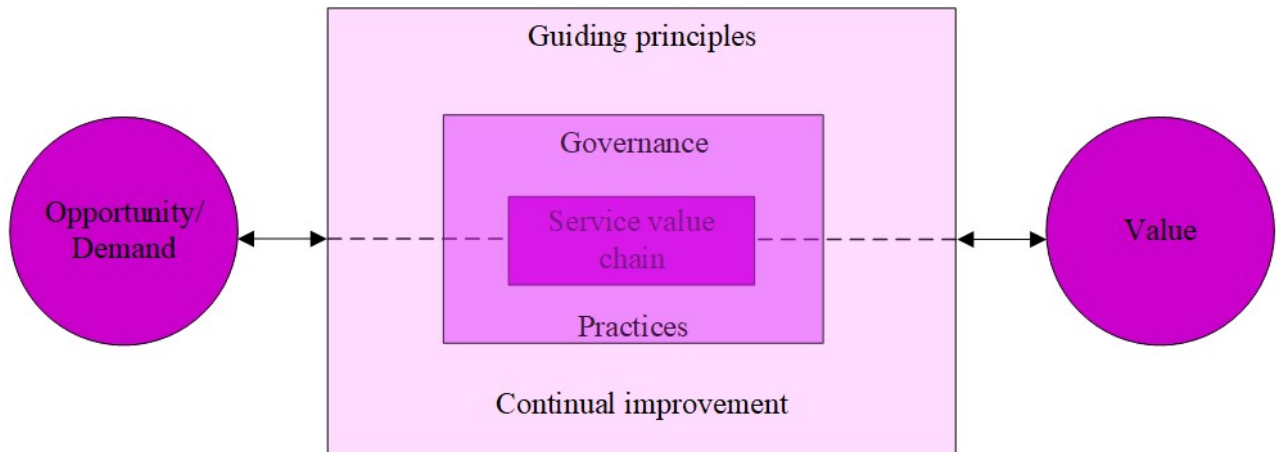 Guiding principles
Governance
Opportunity/
Demand
Service value
chain
Value
Practices
Continual improvement